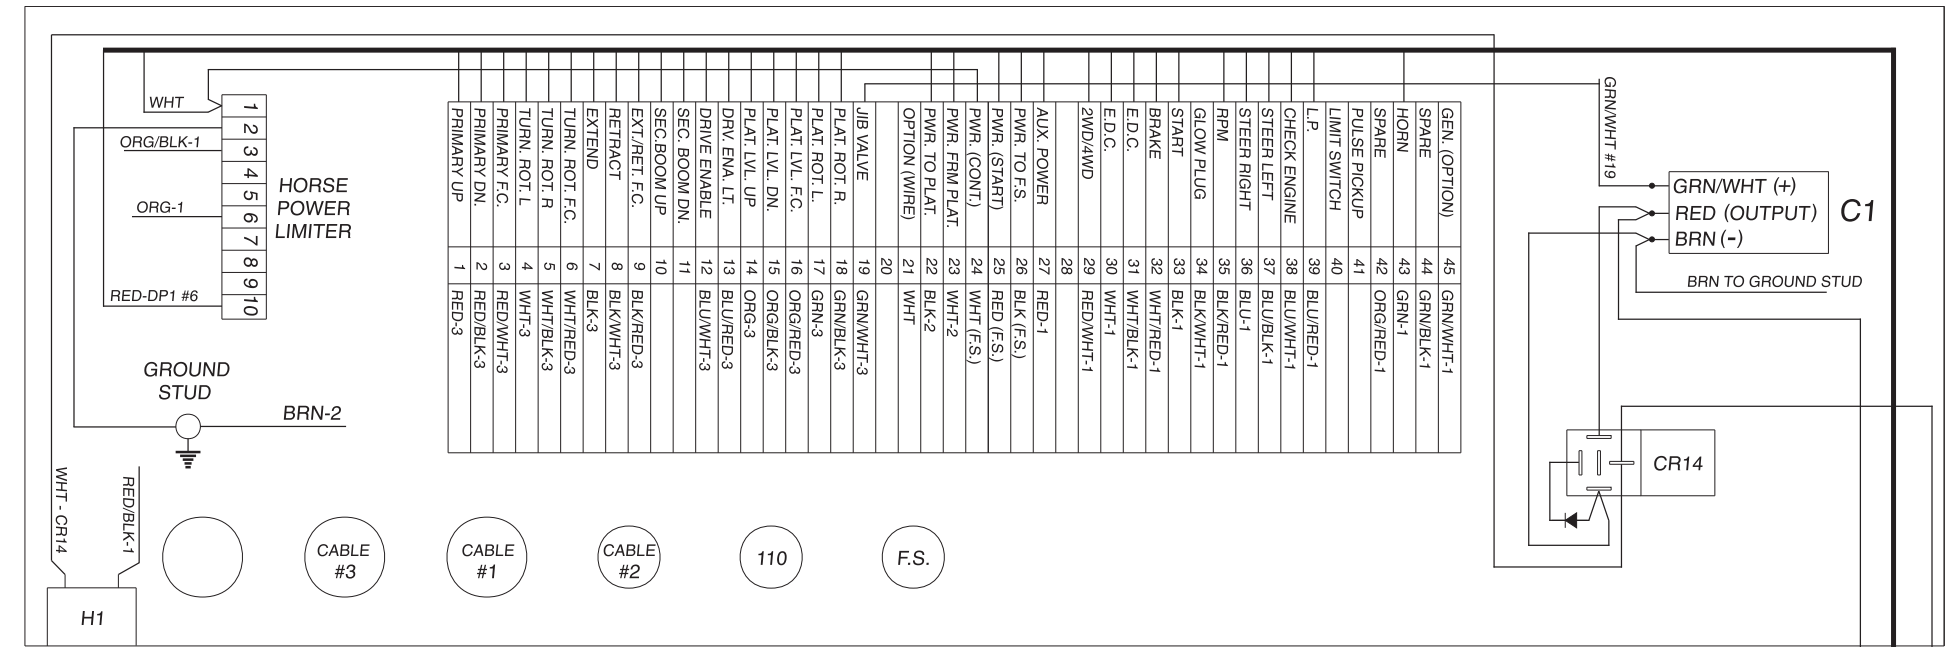 WHT
ORG/BLK-1
ORG-1
RED-DP1 #6
1
2
3
4
5
6
7
8
9
10
HORSE
POWER
LIMITER
GROUND
STUD
BRN-2
WHT - CR14
RED/BLK-1
H1
CABLE
#3
CABLE
#1
CABLE
#2
110
F.S.
PRIMARY UP 1 RED-3
PRIMARY DN. 2 RED/BLK-3
PRIMARY F.C. 3 RED/WHT-3
TURN. ROT. L 4 WHT-3
TURN. ROT. R 5 WHT/BLK-3
TURN. ROT. F.C. 6 WHT/RED-3
EXTEND 7 BLK-3
RETRACT 8 BLK/WHT-3
EXT./RET. F.C. 9 BLK/RED-3
SEC.BOOM UP 10
SEC. BOOM DN. 11
DRIVE ENABLE 12 BLU/WHT-3
DRV. ENA. LT. 13 BLU/RED-3
PLAT. LVL. UP 14 ORG-3
PLAT. LVL. DN. 15 ORG/BLK-3
PLAT. LVL. F.C. 16 ORG/RED-3
PLAT. ROT. L. 17 GRN-3
PLAT. ROT. R. 18 GRN/BLK-3
JIB VALVE 19 GRN/WHT-3
20
OPTION (WIRE) 21 WHT
PWR. TO PLAT. 22 BLK-2
PWR. FRM PLAT. 23 WHT-2
PWR. (CONT.) 24 WHT (F.S.)
PWR. (START) 25 RED (F.S.)
PWR. TO F.S. 26 BLK (F.S.)
AUX. POWER 27 RED-1
28
2WD/4WD 29 RED/WHT-1
E.D.C. 30 WHT-1
E.D.C. 31 WHT/BLK-1
BRAKE 32 WHT/RED-1
START 33 BLK-1
GLOW PLUG 34 BLK/WHT-1
RPM 35 BLK/RED-1
STEER RIGHT 36 BLU-1
STEER LEFT 37 BLU/BLK-1
CHECK ENGINE 38 BLU/WHT-1
L.P. 39 BLU/RED-1
LIMIT SWITCH 40
PULSE PICKUP 41
SPARE 42 ORG/RED-1
HORN 43 GRN-1
SPARE 44 GRN/BLK-1
GEN. (OPTION) 45 GRN/WHT-1
GRN/WHT #19
GRN/WHT (+)
RED (OUTPUT)
BRN (-)
C1
BRN TO GROUND STUD
CR14